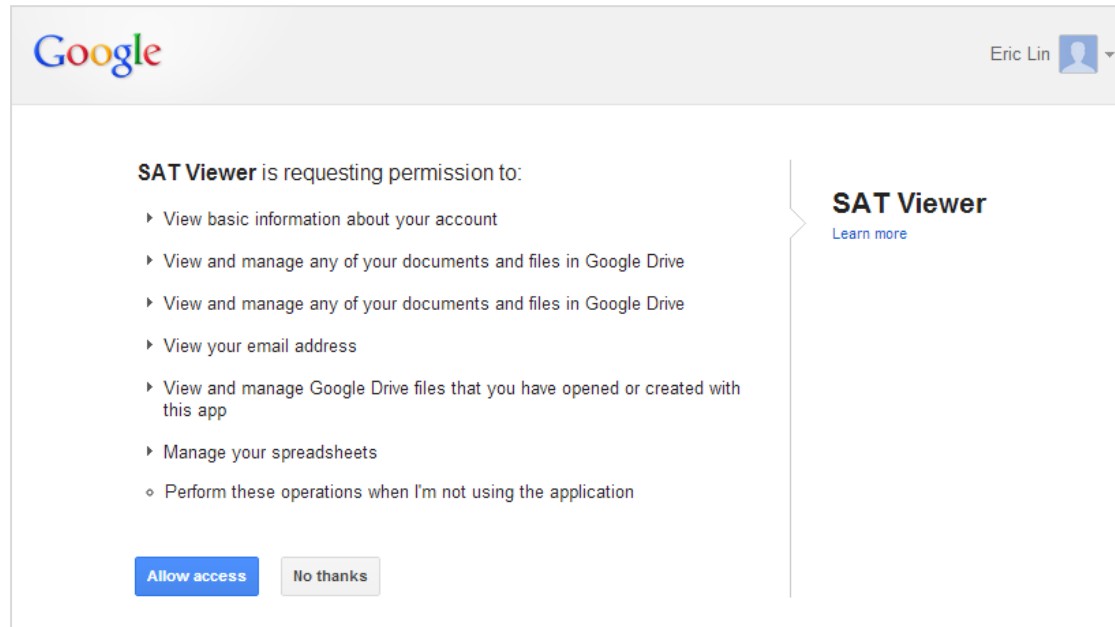 Google
Eric Lin
SAT Viewer is requesting permission to:
View basic information about your account
View and manage any of your documents and files in Google Drive
View and manage any of your documents and files in Google Drive
View your email address
View and manage Google Drive files that you have opened or created with
this app
Manage your spreadsheets
Perform these operations when I'm not using the application
Allow access
No thanks
SAT Viewer
Learn more